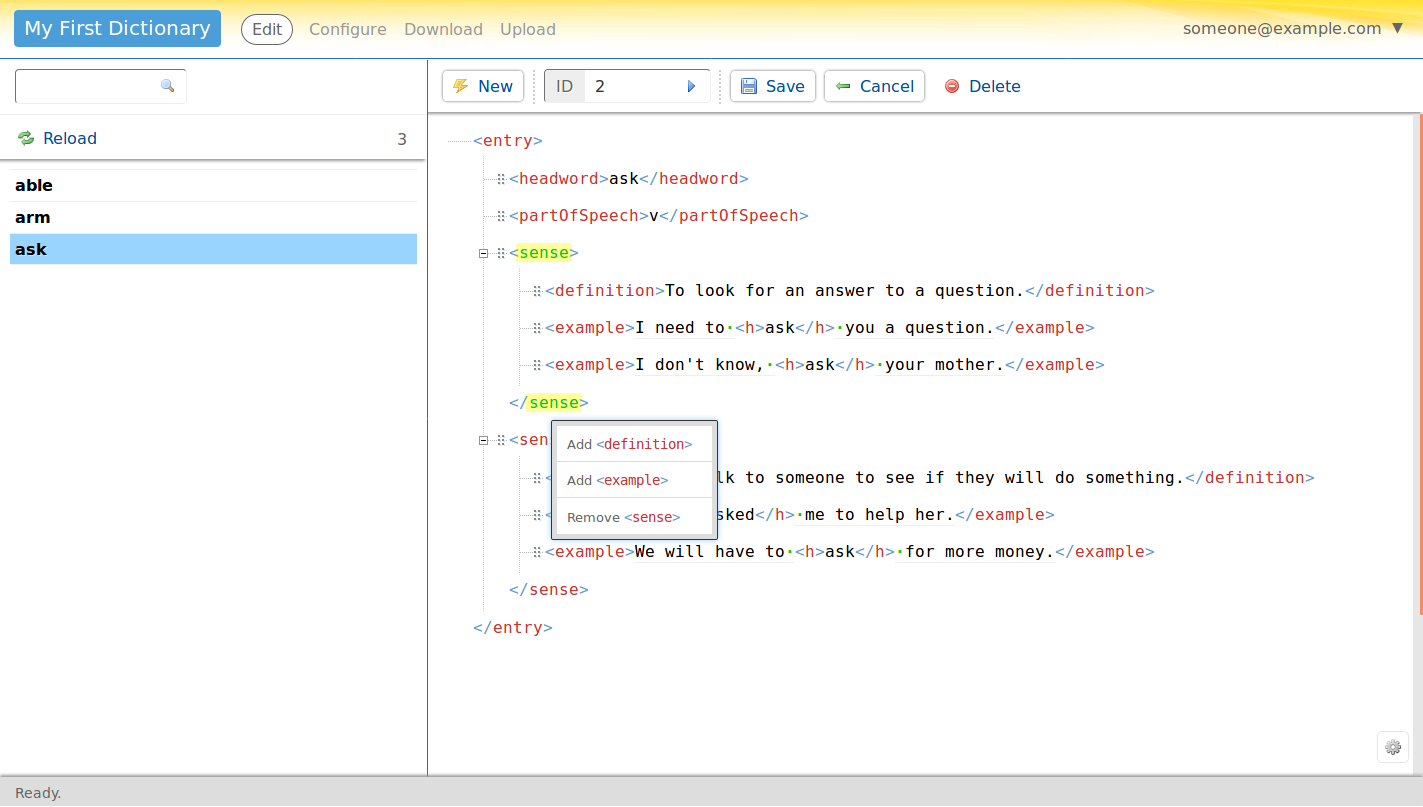 My First Dictionary Edit Configure Download Upload someone@example.com ▼
New ID 2 Save Cancel Delete
Reload 3
able
arm
ask
<entry>
<headword>ask</headword>
<partOfSpeech>v</partOfSpeech>
<sense>
<definition>To look for an answer to a question.</definition>
<example>I need to·<h>ask</h>·you a question.</example>
<example>I don't know,·<h>ask</h>·your mother.</example>
</sense>
<sen
Add <definition>
Add <example>
Remove <sense>
<
lk to someone to see if they will do something.</definition>
<
sked</h>·me to help her.</example>
<example>We will have to·<h>ask</h>·for more money.</example>
</sense>
</entry>
Ready.